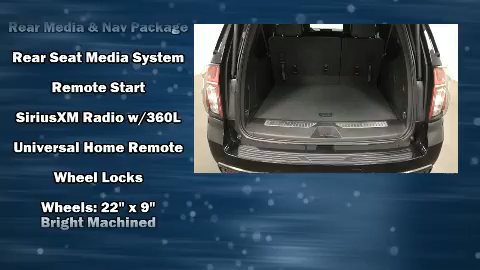 Rear Media & Nav Package
Rear Seat Media System
Remote Start
SiriusXM Radio w/360L
Universal Home Remote
Wheel Locks
Wheels: 22" x 9"
Bright Machined